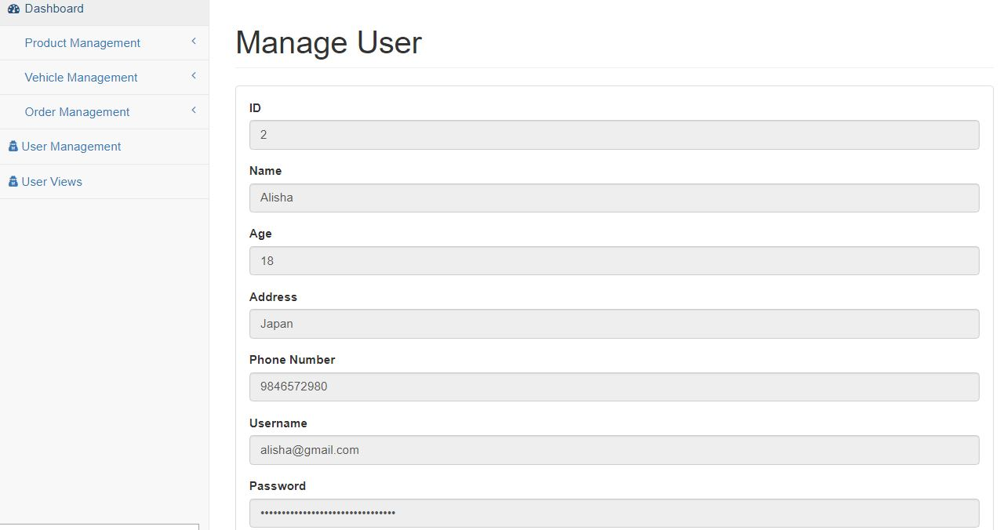 Dashboard
Product Management
Vehicle Management
Order Management
User Management
User Views
Manage User
ID
2
Name
Alisha
Age
18
Address
Japan
Phone Number
9846572980
Username
alisha@gmail.com
Password
••••••••••••••••••••••••••••••••